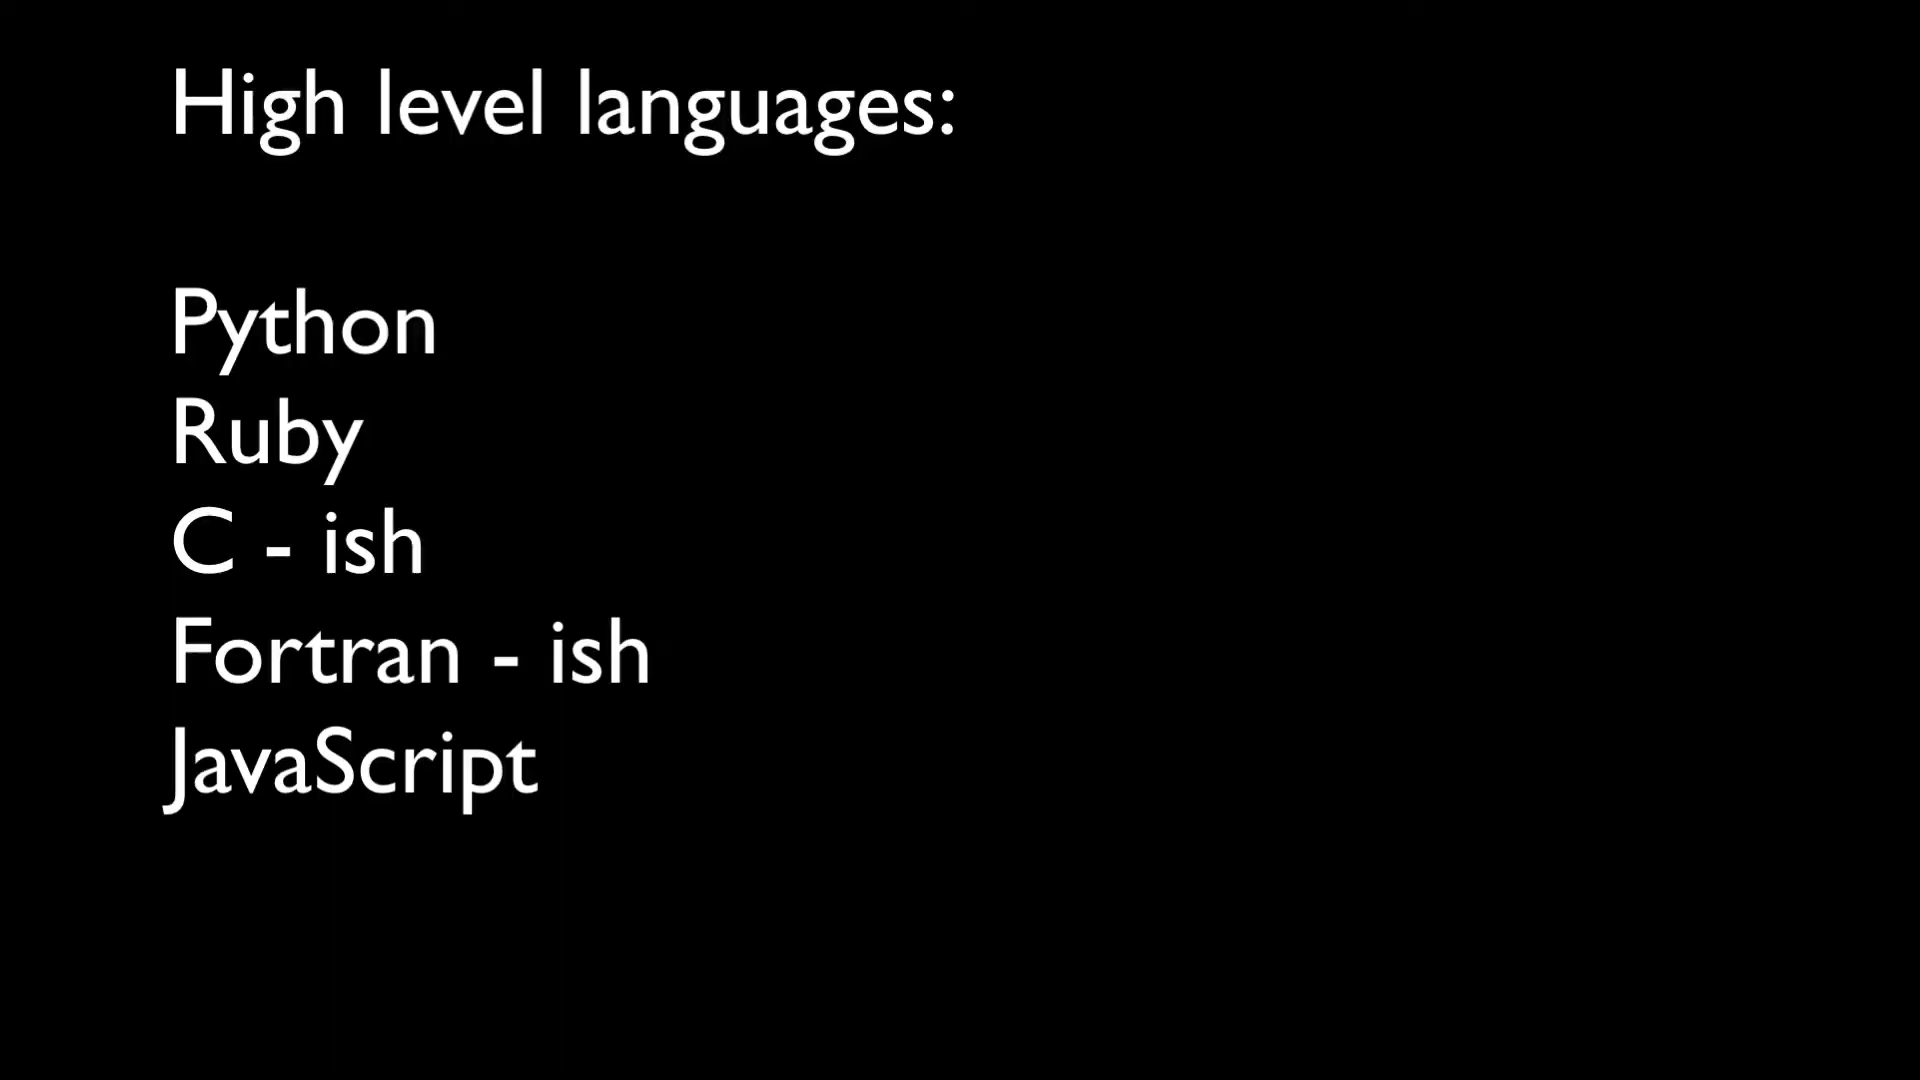 High level languages:
Python
Ruby
C - ish
Fortran - ish
JavaScript